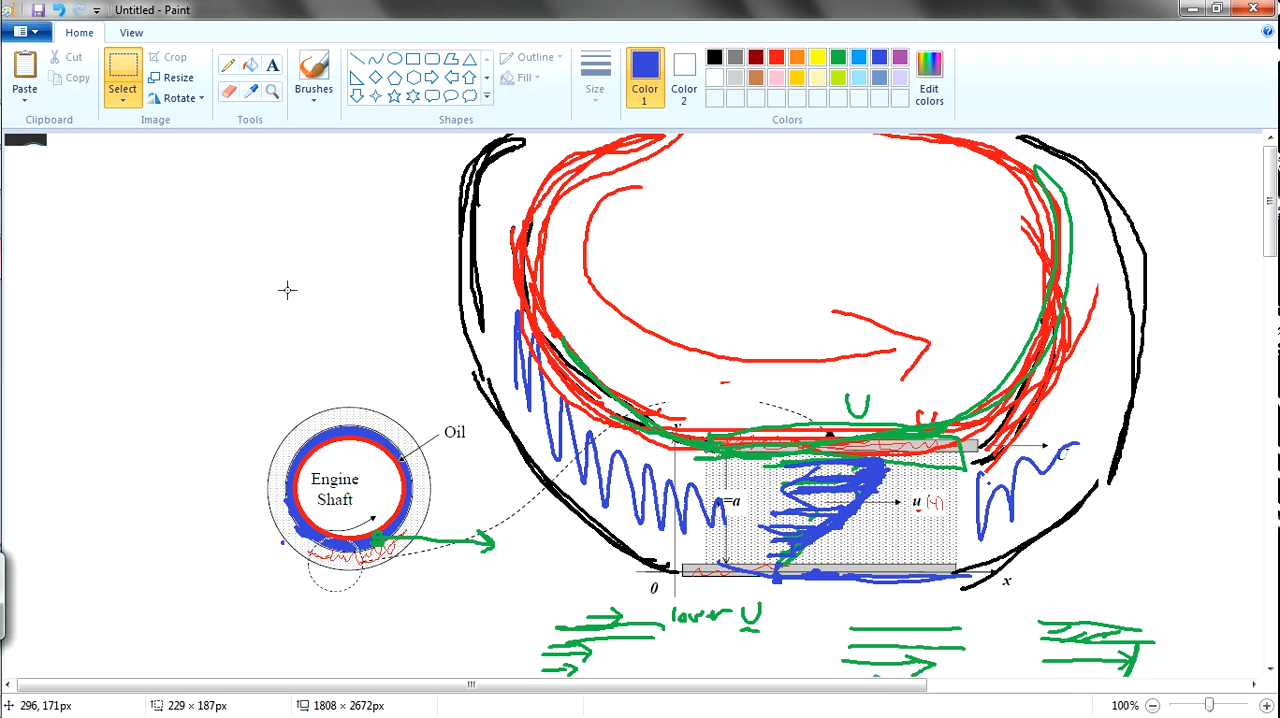 Untitled - Paint
Home
View
Paste
Cut
Copy
Clipboard
Select
Crop
Resize
Rotate
Image
A
Tools
Brushes
Shapes
Outline
Fill
Size
Color 1
Color 2
Edit colors
Colors
Oil
Engine
Shaft
U
U
y
U
=a
u (y)
0
x
lower U
296, 171px
229 × 187px
1808 × 2672px
100%